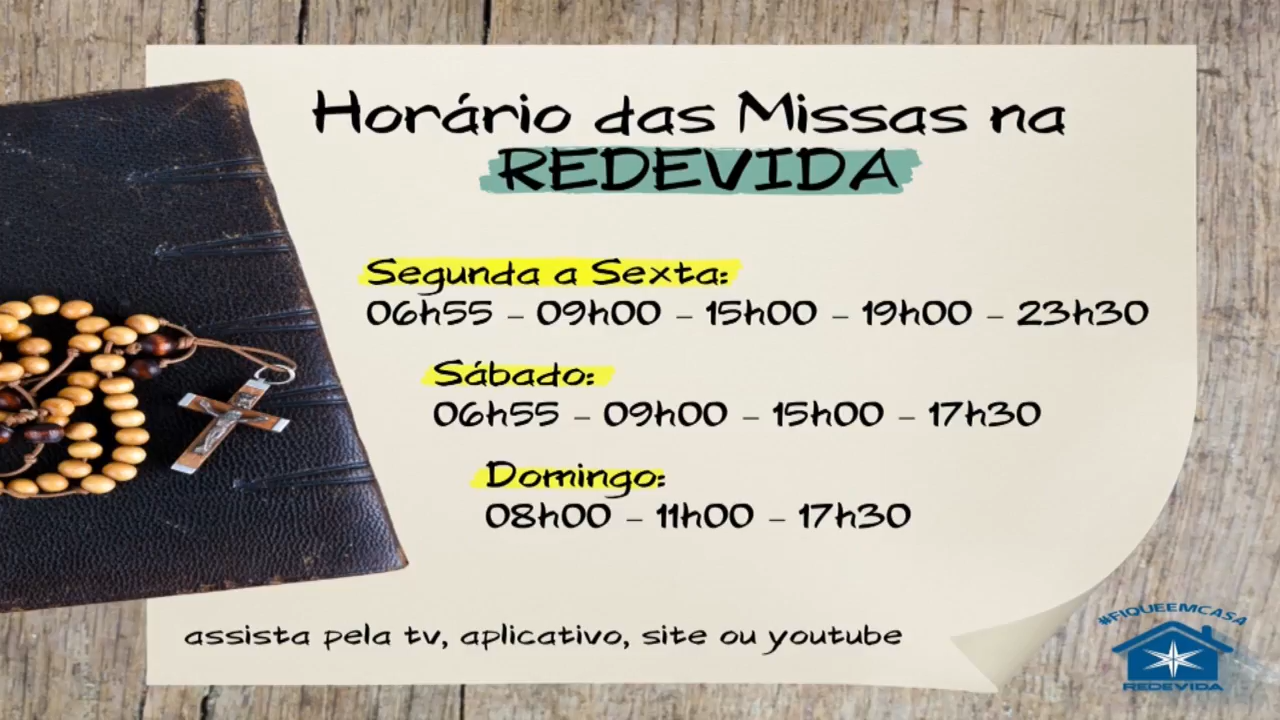 Horário das Missas na
REDEVIDA
Segunda a Sexta:
06h55 – 09h00 – 15h00 – 19h00 – 23h30
Sábado:
06h55 – 09h00 – 15h00 – 17h30
Domingo:
08h00 – 11h00 – 17h30
assista pela tv, aplicativo, site ou youtube
#FIQUEEMCASA
REDEVIDA